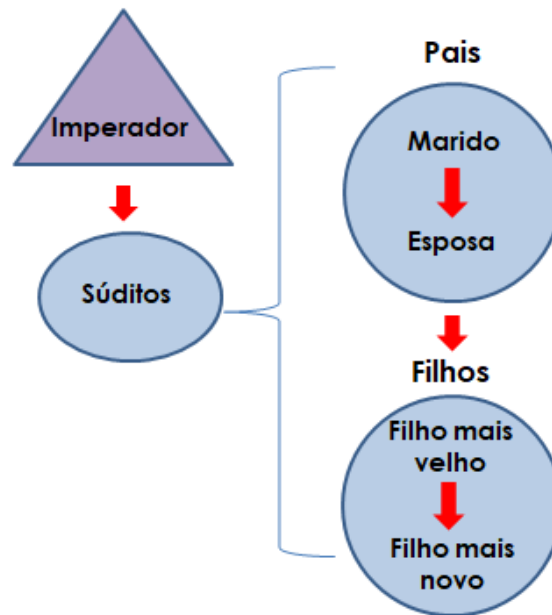 Imperador
Súditos
Pais
Marido
Esposa
Filhos
Filho mais
velho
Filho mais
novo